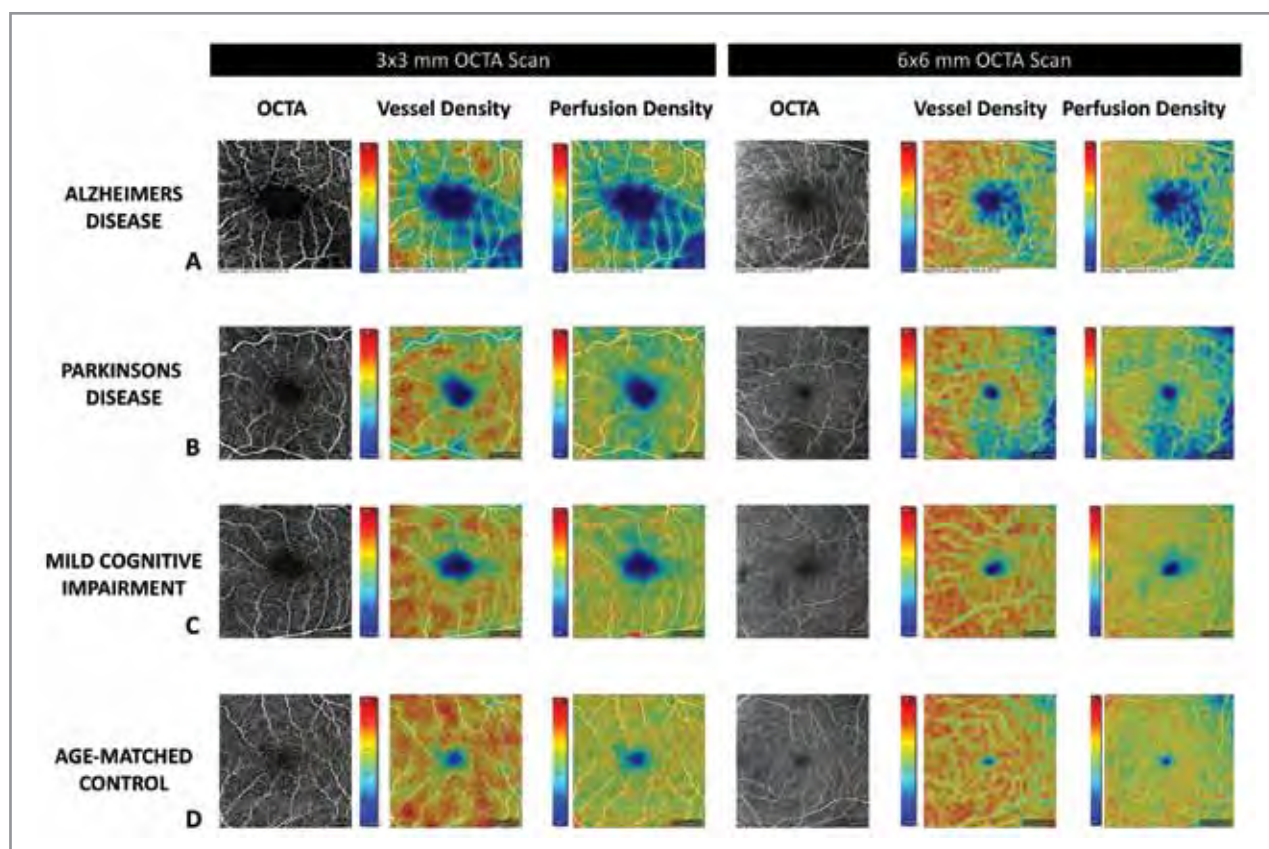 3x3 mm OCTA Scan
6x6 mm OCTA Scan
OCTA
Vessel Density
Perfusion Density
OCTA
Vessel Density
Perfusion Density
ALZHEIMERS
DISEASE
A
PARKINSONS
DISEASE
B
MILD COGNITIVE
IMPAIRMENT
C
AGE-MATCHED
CONTROL
D